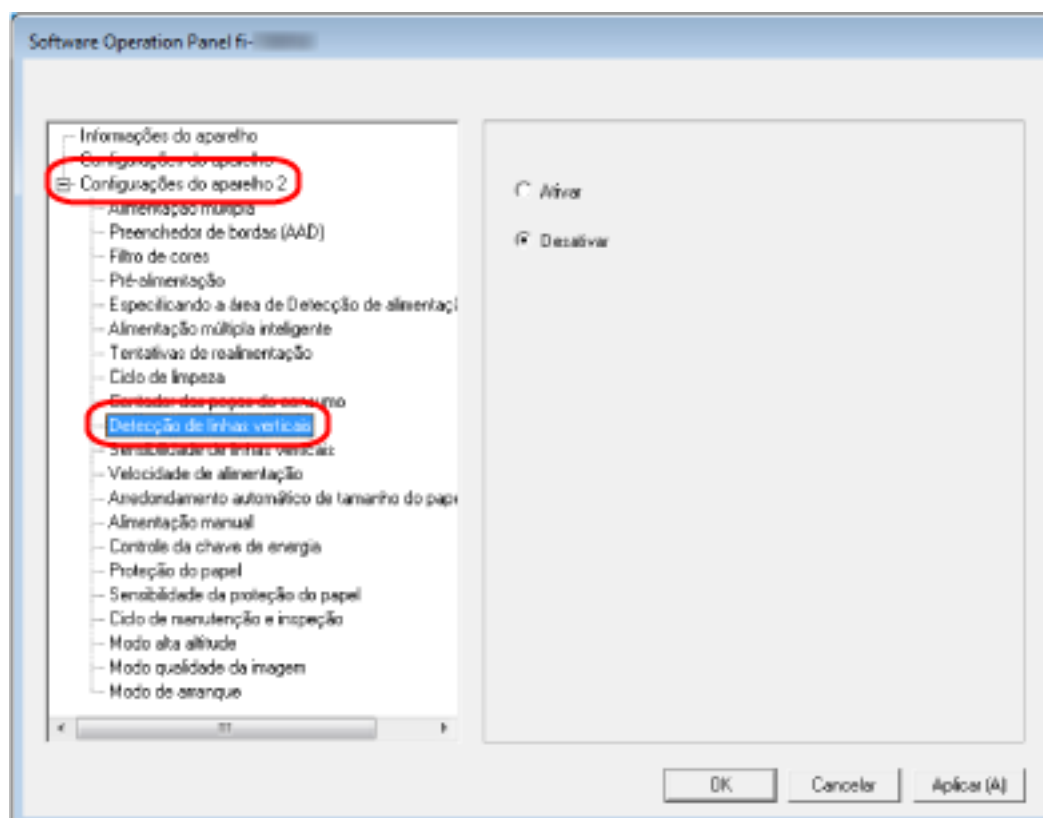 Software Operation Panel fi-
Informações do aparelho
Configurações do aparelho
Configurações do aparelho 2
Alimentação múltipla
Preenchedor de bordas (AAD)
Filtro de cores
Pré-alimentação
Especificando a área de Detecção de alimentaçã
Alimentação múltipla inteligente
Tentativas de realimentação
Ciclo de limpeza
Contador das peças de consumo
Detecção de linhas verticais
Sensibilidade de linhas verticais
Velocidade de alimentação
Arredondamento automático de tamanho do pape
Alimentação manual
Controle da chave de energia
Proteção do papel
Sensibilidade da proteção do papel
Ciclo de manutenção e inspeção
Modo alta altitude
Modo qualidade da imagem
Modo de arranque
Ativar
Desativar
OK
Cancelar
Aplicar (A)